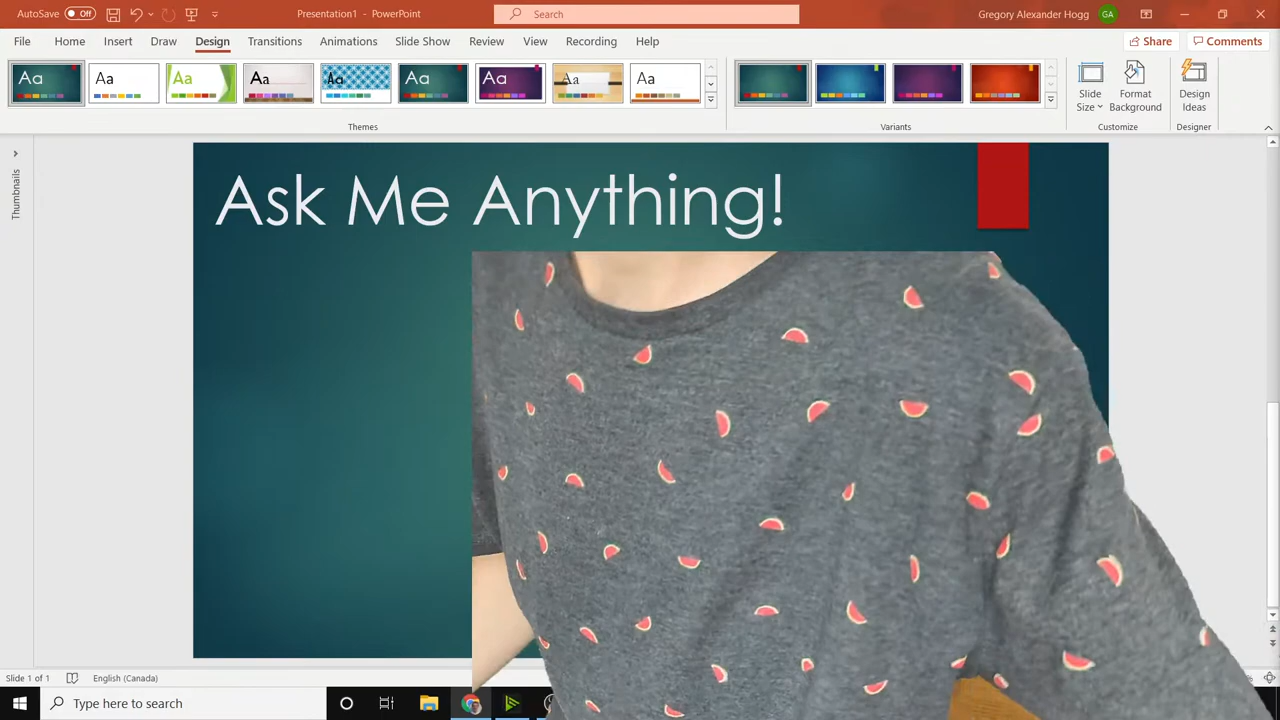 AutoSave Off Presentation1 - PowerPoint Search Gregory Alexander Hogg GA
File Home Insert Draw Design Transitions Animations Slide Show Review View Recording Help Share Comments
Aa Aa Aa Aa Aa Aa Aa Aa Aa
Slide Size Format Background Design Ideas
Themes Variants Customize Designer
Thumbnails
Ask Me Anything!
Slide 1 of 1 English (Canada)
Type here to search